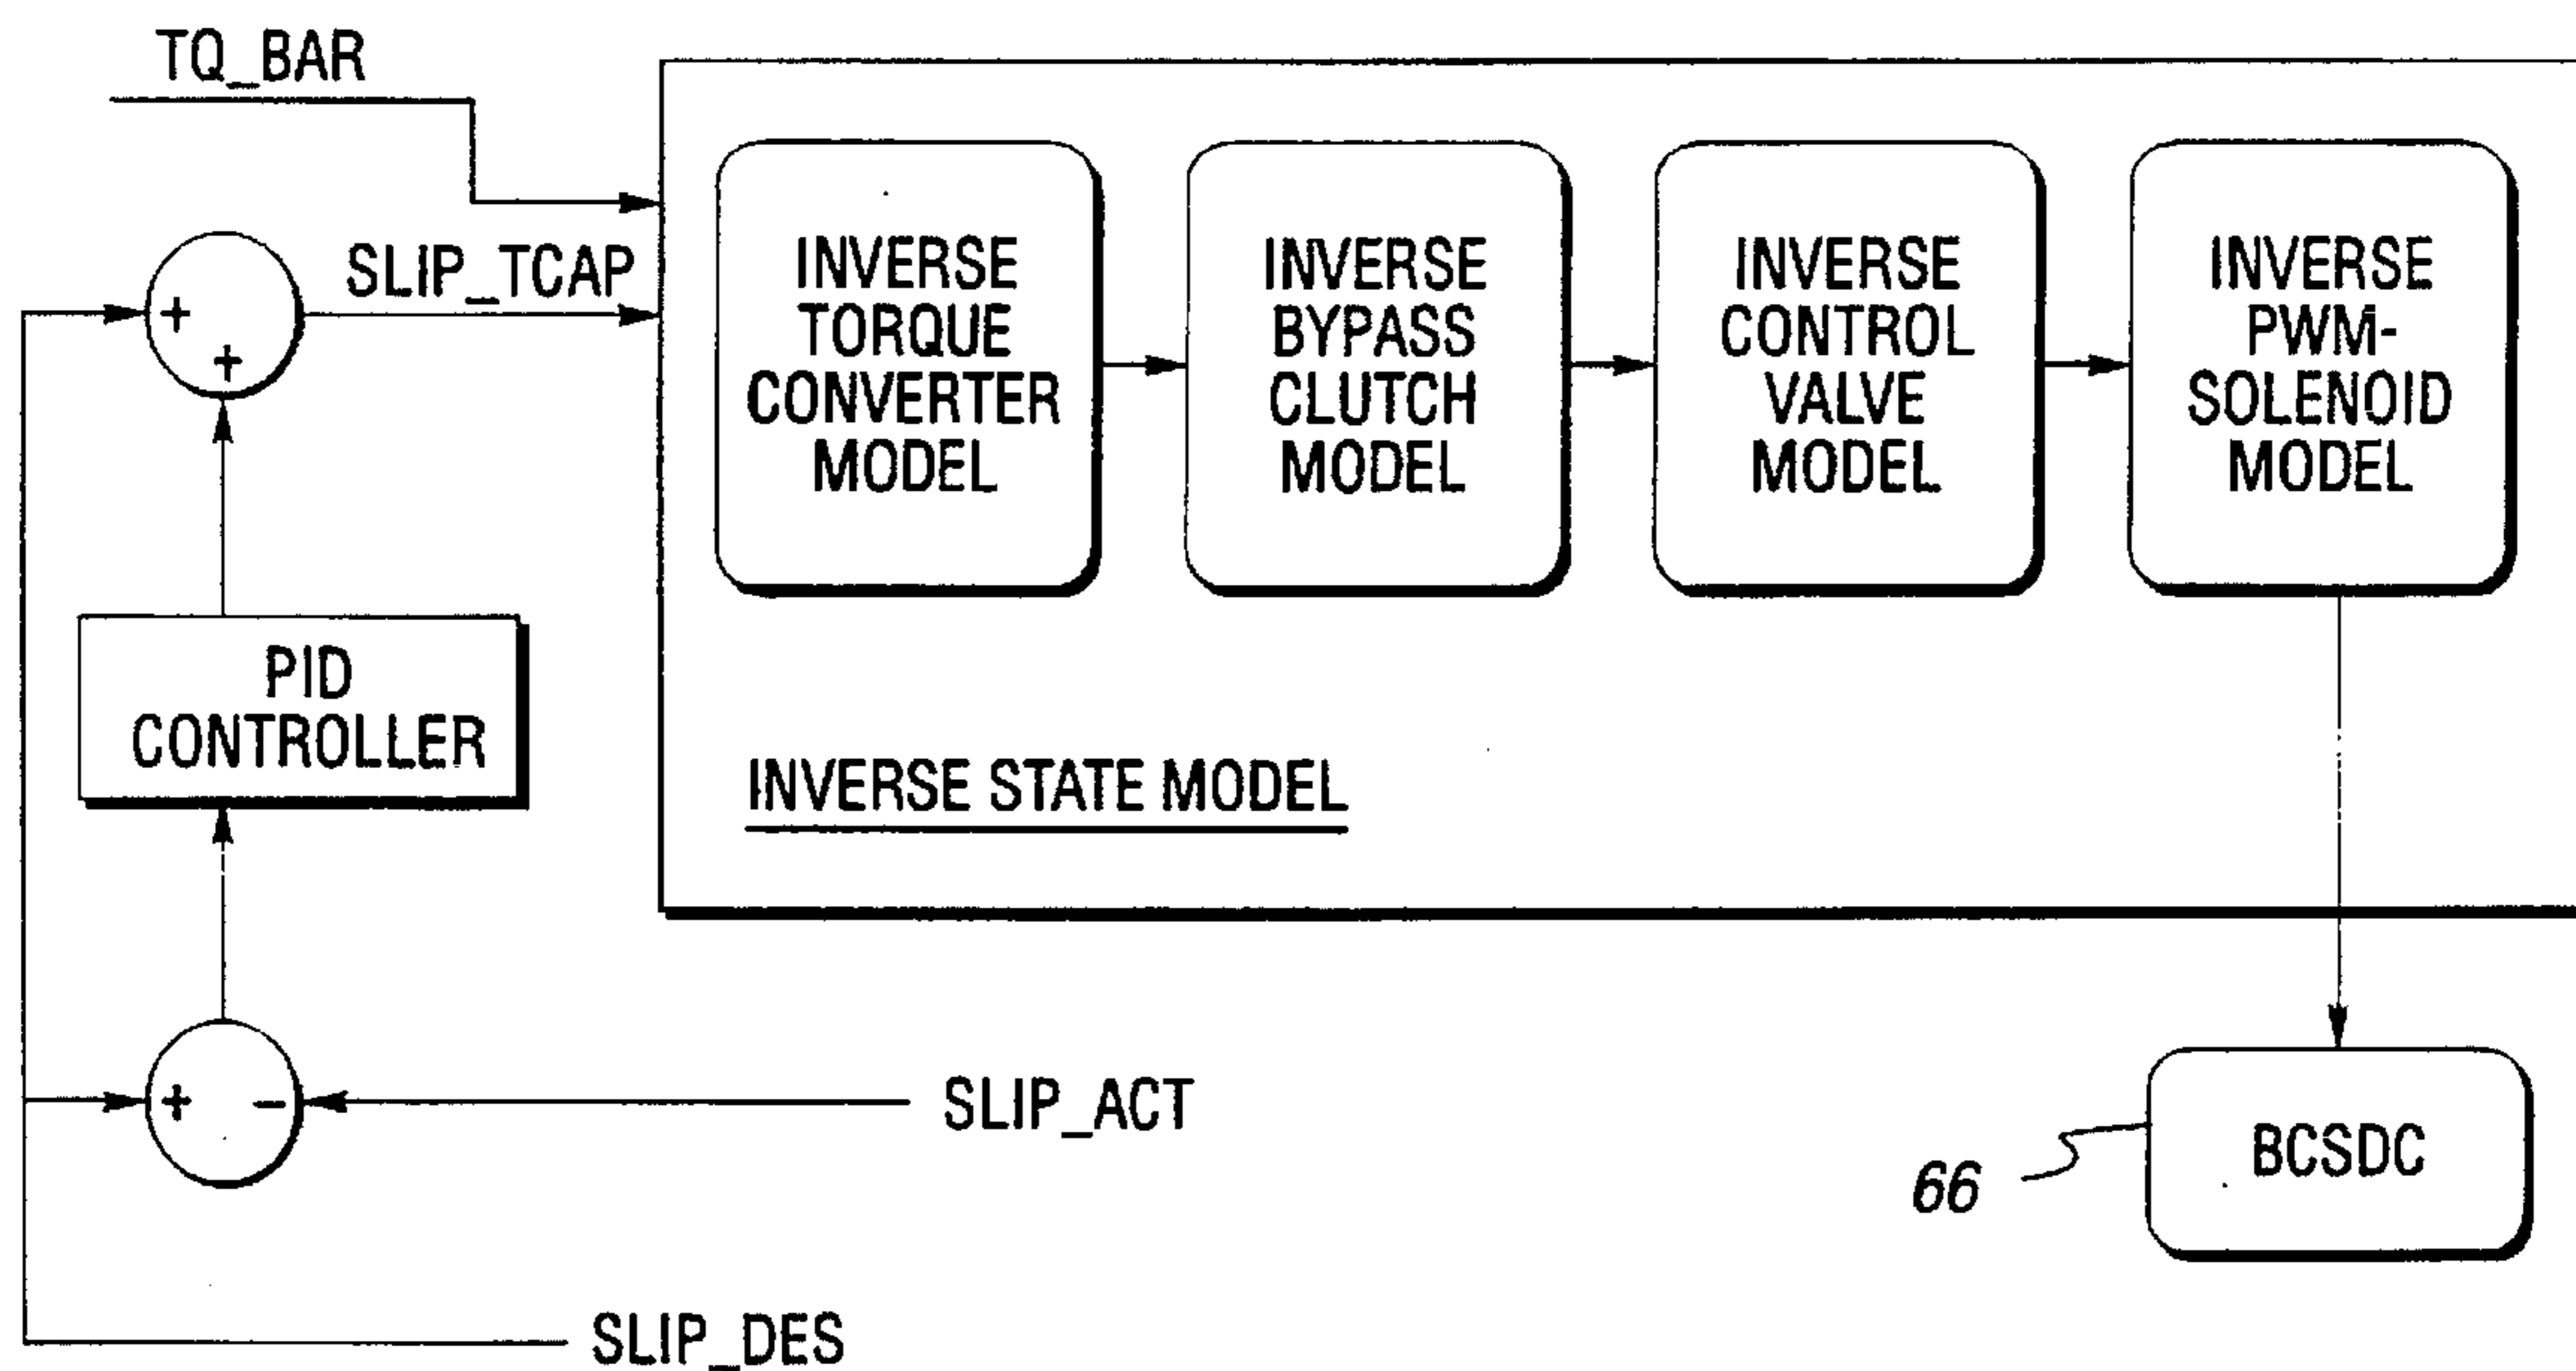 TQ_BAR
SLIP_TCAP
+
+
INVERSE
TORQUE
CONVERTER
MODEL
INVERSE
BYPASS
CLUTCH
MODEL
INVERSE
CONTROL
VALVE
MODEL
INVERSE
PWM-
SOLENOID
MODEL
PID
CONTROLLER
INVERSE STATE MODEL
+ -
SLIP_ACT
66
BCSDC
SLIP_DES